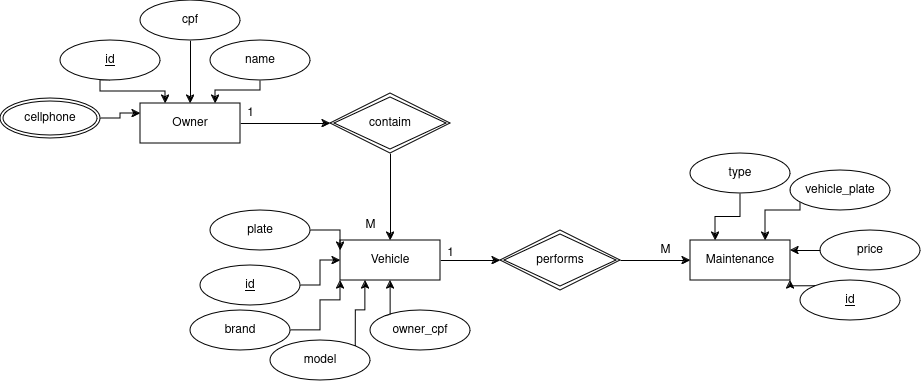 cpf
id
name
cellphone
Owner
1
contaim
M
plate
Vehicle
1
id
brand
model
owner_cpf
performs
M
type
vehicle_plate
Maintenance
price
id